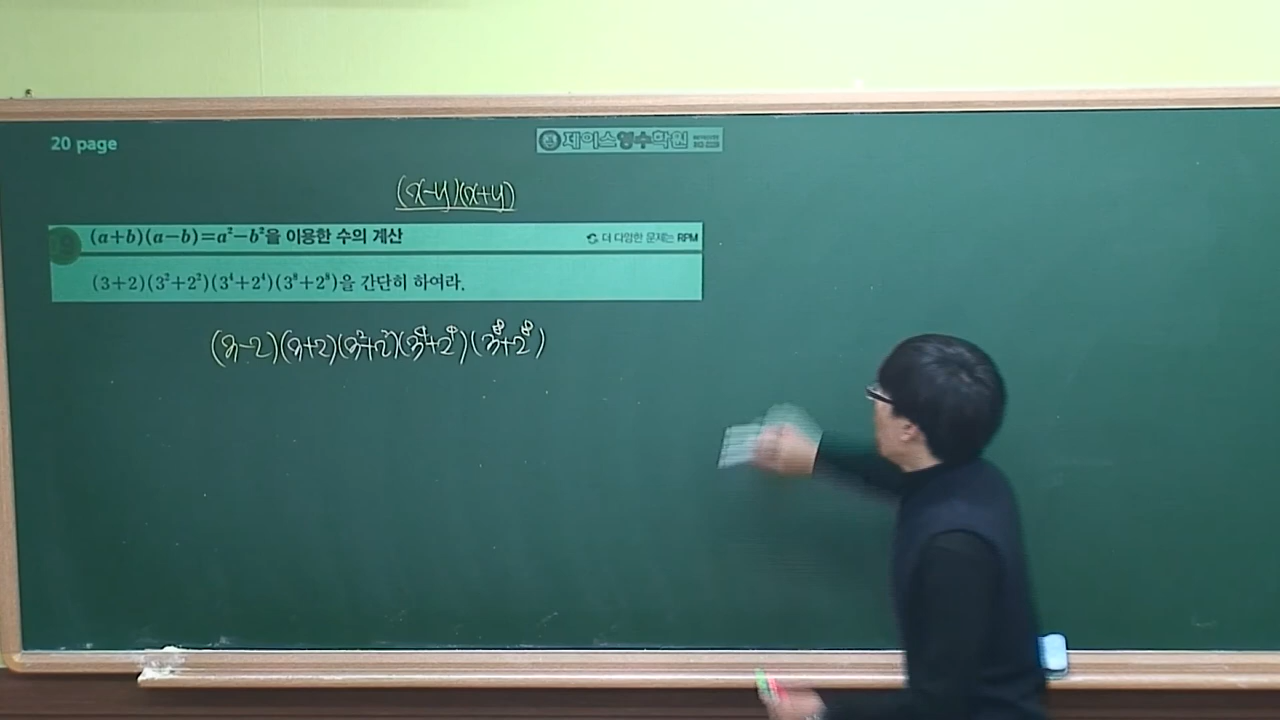 20 page
제이스영수학원
(x-y)(x+y)
(a+b)(a-b)=a²-b²을 이용한 수의 계산
더 다양한 문제는 RPM
(3+2)(3²+2²)(3⁴+2⁴)(3⁸+2⁸)을 간단히 하여라.
(3-2)(3+2)(3²+2²)(3⁴+2⁴)(3⁸+2⁸)